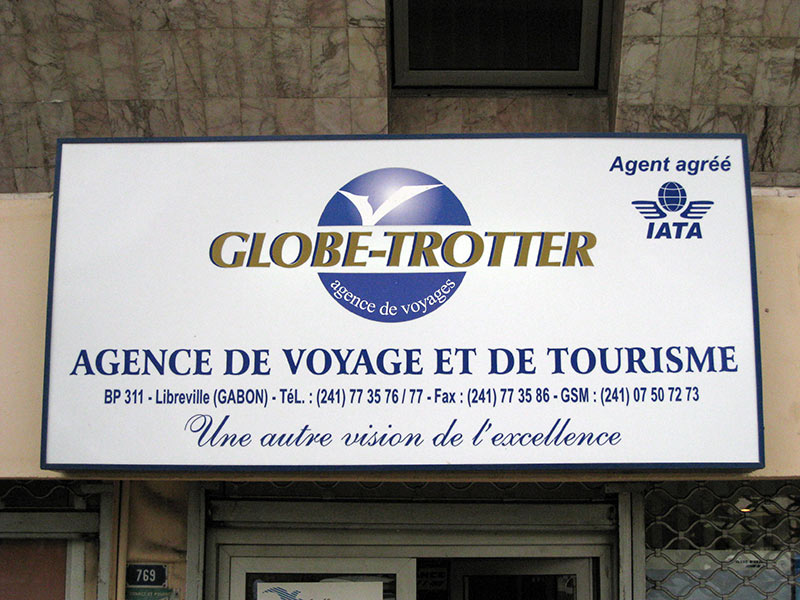 Agent agréé
IATA
GLOBE-TROTTER
agence de voyages
AGENCE DE VOYAGE ET DE TOURISME
BP 311 - Libreville (GABON) - TéL. : (241) 77 35 76 / 77 - Fax : (241) 77 35 86 - GSM : (241) 07 50 72 73
Une autre vision de l'excellence
769